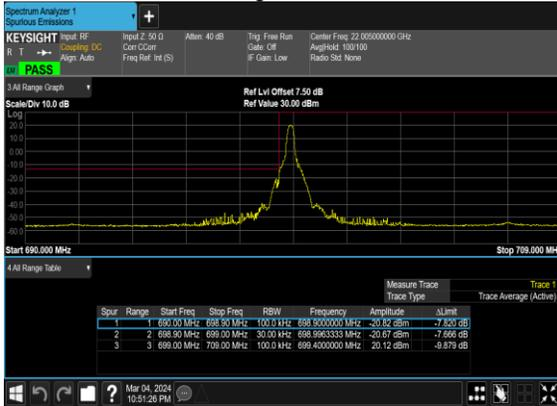 Spectrum Analyzer 1
Spurious Emissions
KEYSIGHT
R T
PASS
Input: RF
Coupling: DC
Align: Auto
Input Z: 50 Ω
Corr CCorr
Freq Ref: Int (S)
Atten: 40 dB
Trig: Free Run
Gate: Off
IF Gain: Low
Center Freq: 22.005000000 GHz
Avg|Hold: 100/100
Radio Std: None
3 All Range Graph
Scale/Div 10.0 dB
Ref Lvl Offset 7.50 dB
Ref Value 30.00 dBm
Log
20.0
10.0
0.00
-10.0
-20.0
-30.0
-40.0
-50.0
-60.0
Start 690.000 MHz
Stop 709.000 MH
4 All Range Table
Measure Trace Trace 1
Trace Type Trace Average (Active)
Spur Range Start Freq Stop Freq RBW Frequency Amplitude ΔLimit
1 1 690.00 MHz 698.90 MHz 100.0 kHz 698.9000000 MHz -20.82 dBm -7.820 dB
2 2 698.90 MHz 699.00 MHz 30.00 kHz 698.9963333 MHz -20.67 dBm -7.666 dB
3 3 699.00 MHz 709.00 MHz 100.0 kHz 699.4000000 MHz 20.12 dBm -9.879 dB
Mar 04, 2024
10:51:26 PM